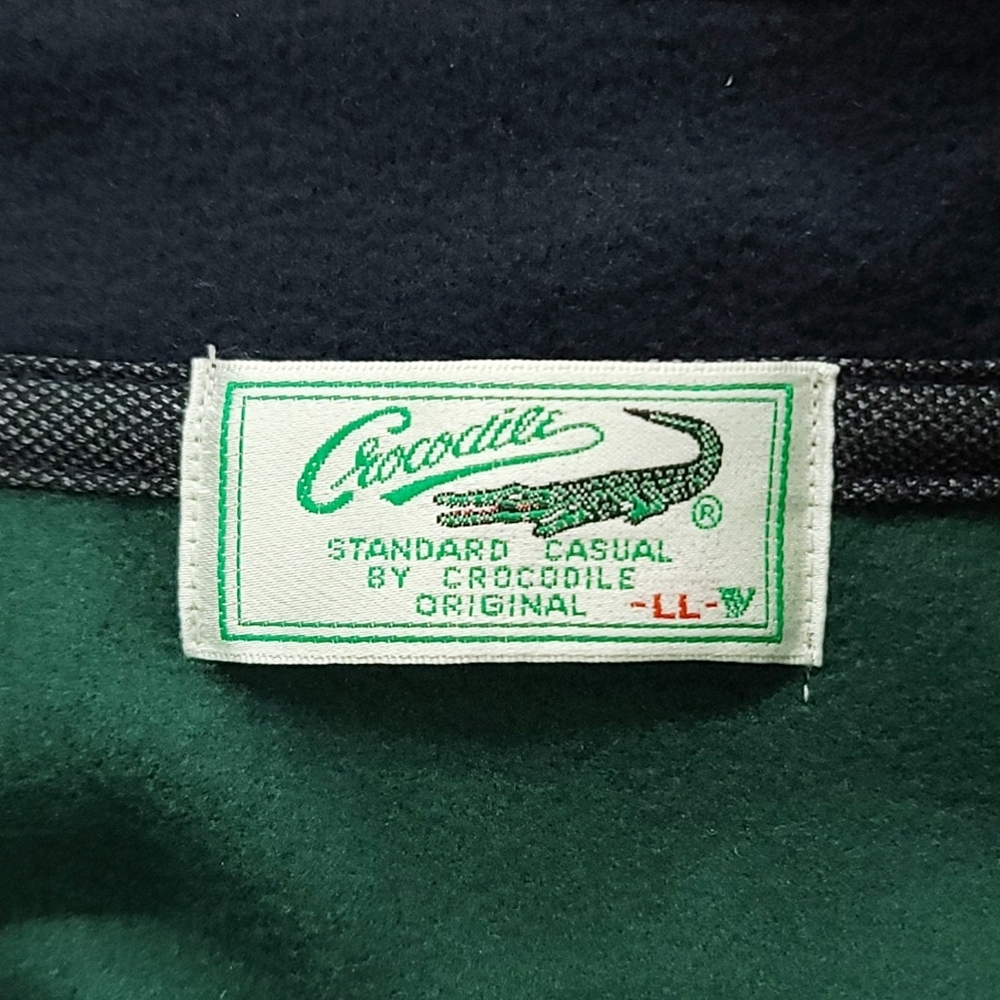 Crocodile
®
STANDARD CASUAL
BY CROCODILE
ORIGINAL
-LL-